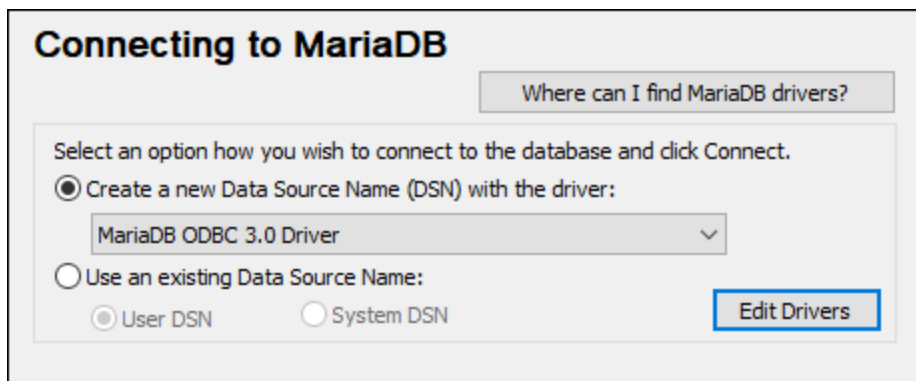 Connecting to MariaDB
Where can I find MariaDB drivers?
Select an option how you wish to connect to the database and click Connect.
Create a new Data Source Name (DSN) with the driver:
MariaDB ODBC 3.0 Driver
Use an existing Data Source Name:
User DSN System DSN
Edit Drivers